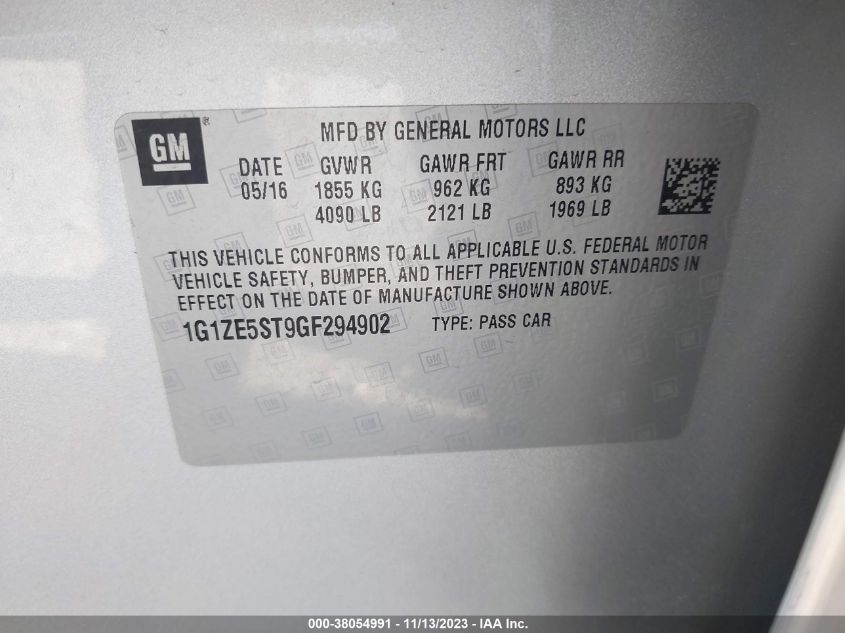 GM ®
MFD BY GENERAL MOTORS LLC
DATE GVWR GAWR FRT GAWR RR
05/16 1855 KG 962 KG 893 KG
4090 LB 2121 LB 1969 LB
THIS VEHICLE CONFORMS TO ALL APPLICABLE U.S. FEDERAL MOTOR
VEHICLE SAFETY, BUMPER, AND THEFT PREVENTION STANDARDS IN
EFFECT ON THE DATE OF MANUFACTURE SHOWN ABOVE.
1G1ZE5ST9GF294902 TYPE: PASS CAR
000-38054991 - 11/13/2023 - IAA Inc.